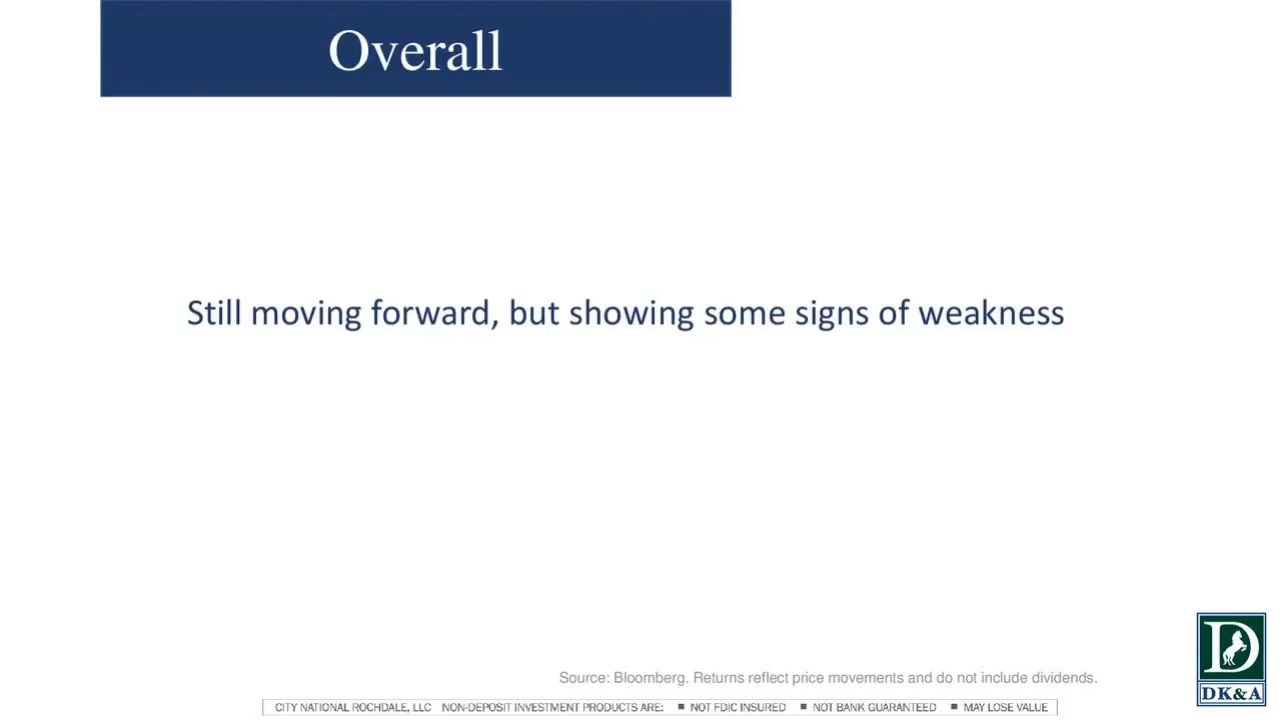 Overall
Still moving forward, but showing some signs of weakness
Source: Bloomberg. Returns reflect price movements and do not include dividends.
CITY NATIONAL ROCHDALE, LLC NON-DEPOSIT INVESTMENT PRODUCTS ARE: ■ NOT FDIC INSURED ■ NOT BANK GUARANTEED ■ MAY LOSE VALUE
D
DK&A